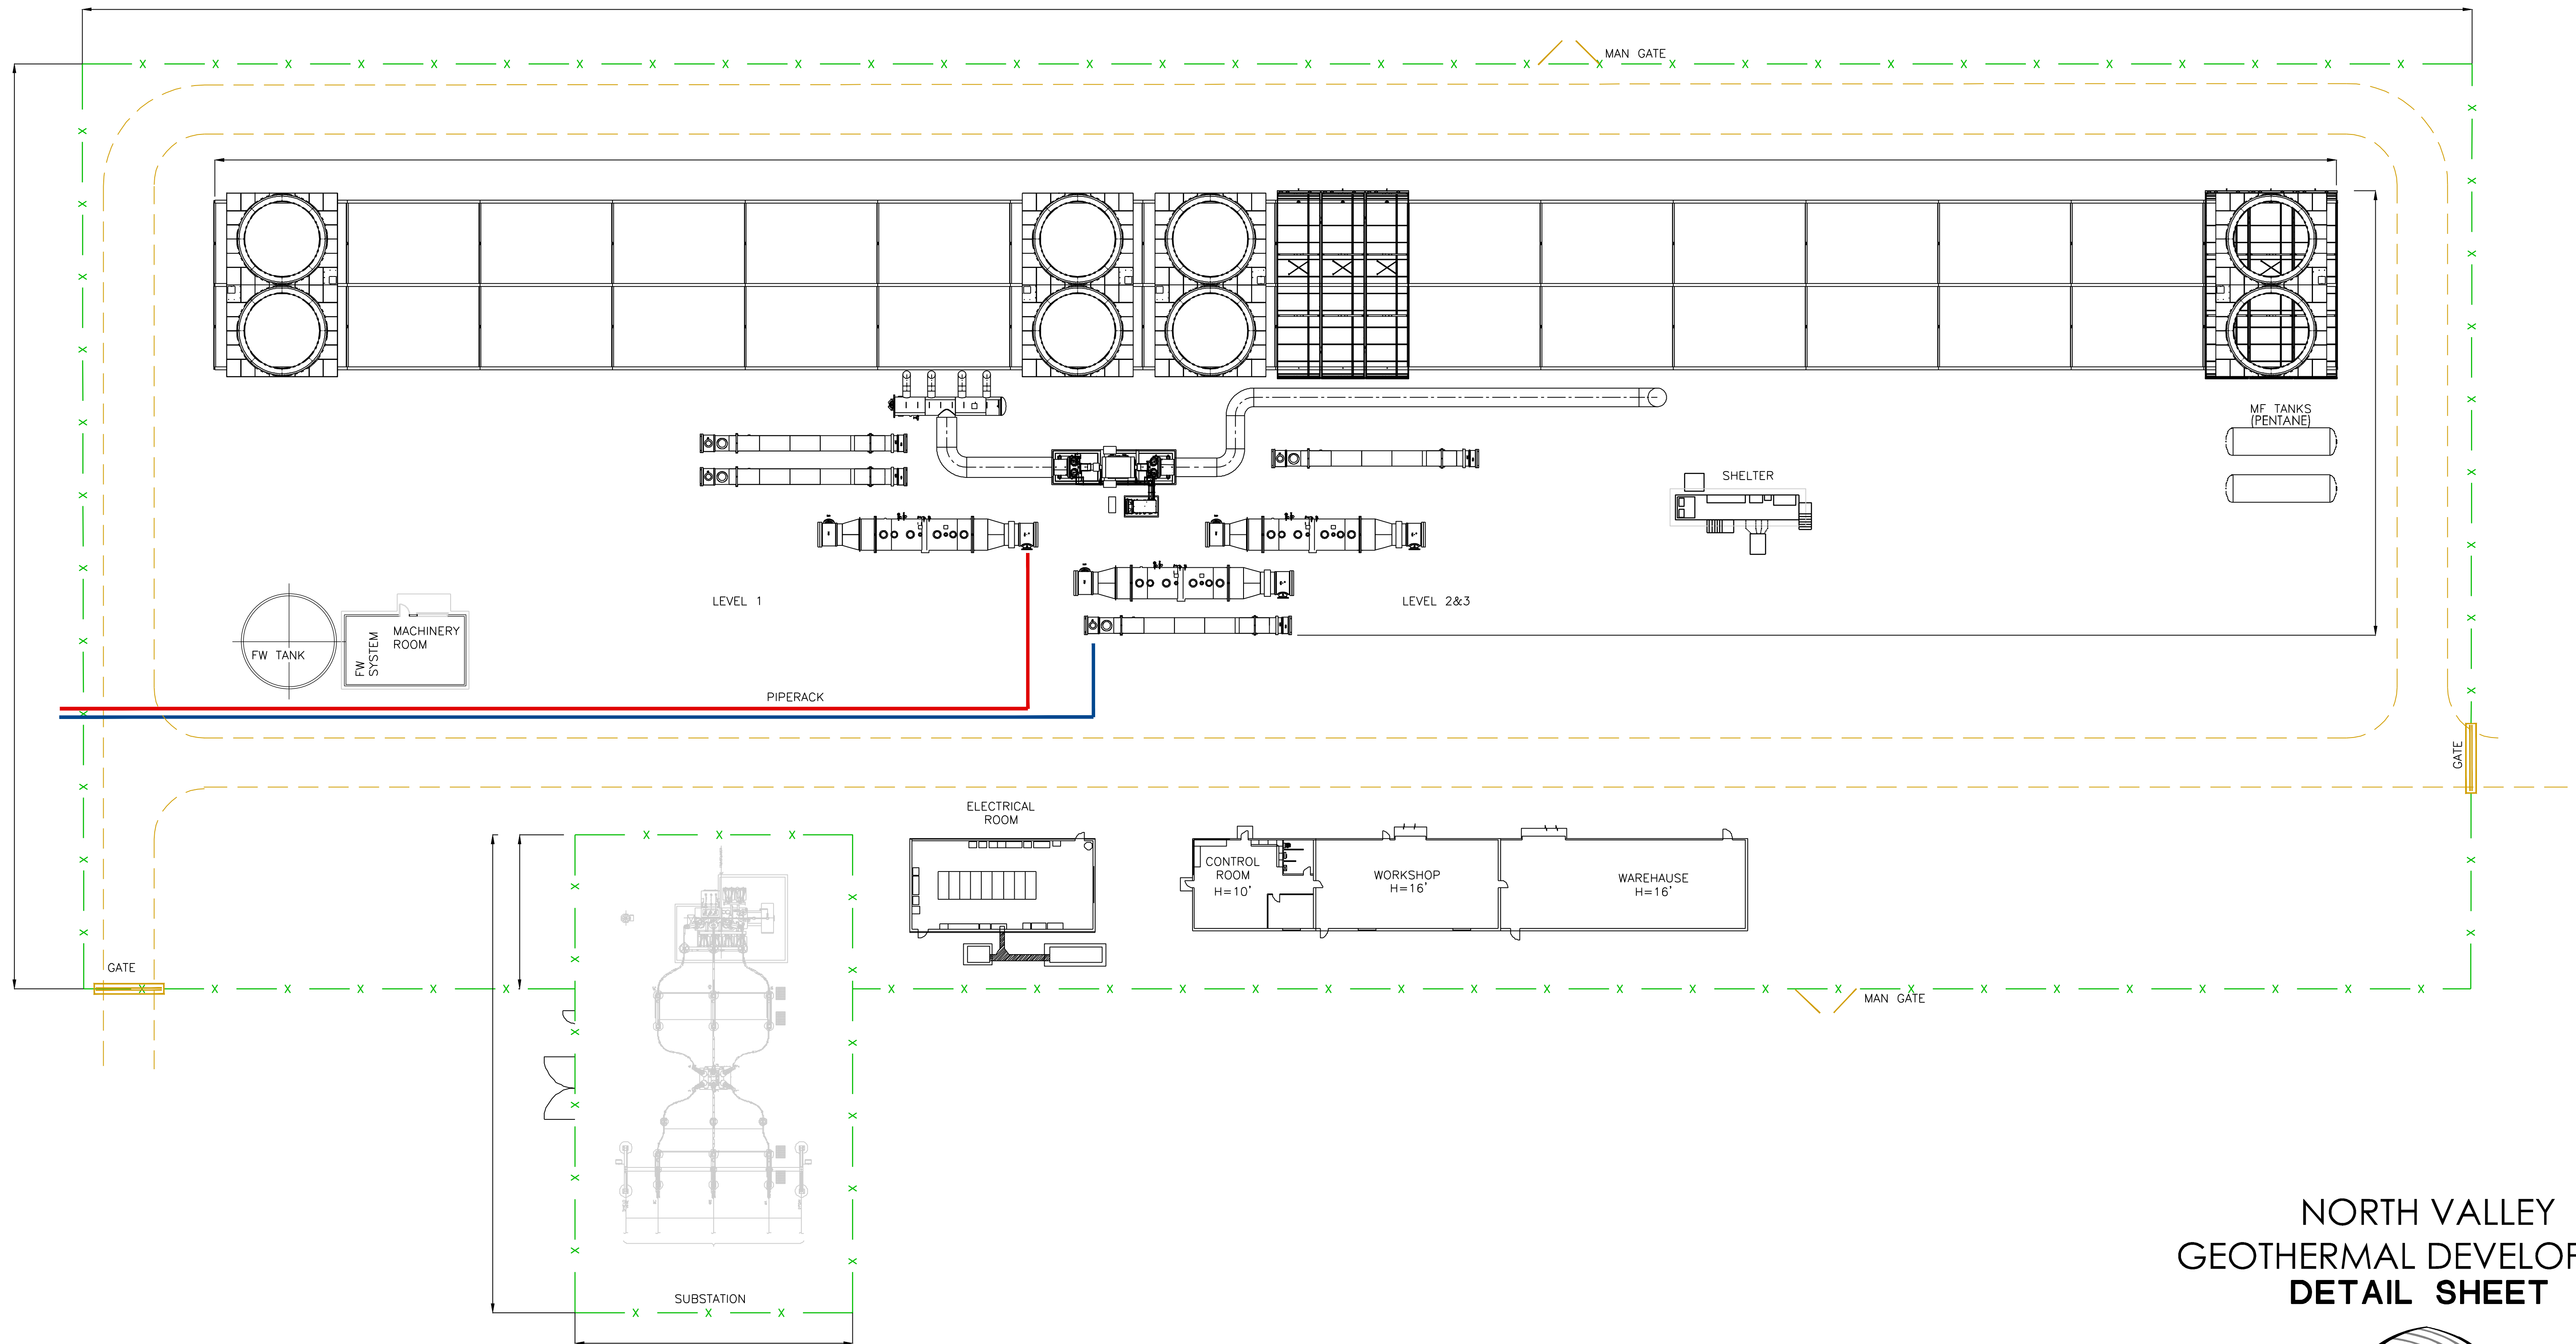 MAN GATE
MF TANKS
(PENTANE)
SHELTER
LEVEL 1
LEVEL 2&3
MACHINERY
ROOM
FW
SYSTEM
FW TANK
PIPERACK
GATE
ELECTRICAL
ROOM
CONTROL
ROOM
H=10'
WORKSHOP
H=16'
WAREHAUSE
H=16'
GATE
MAN GATE
SUBSTATION
NORTH VALLEY
GEOTHERMAL DEVELOP
DETAIL SHEET